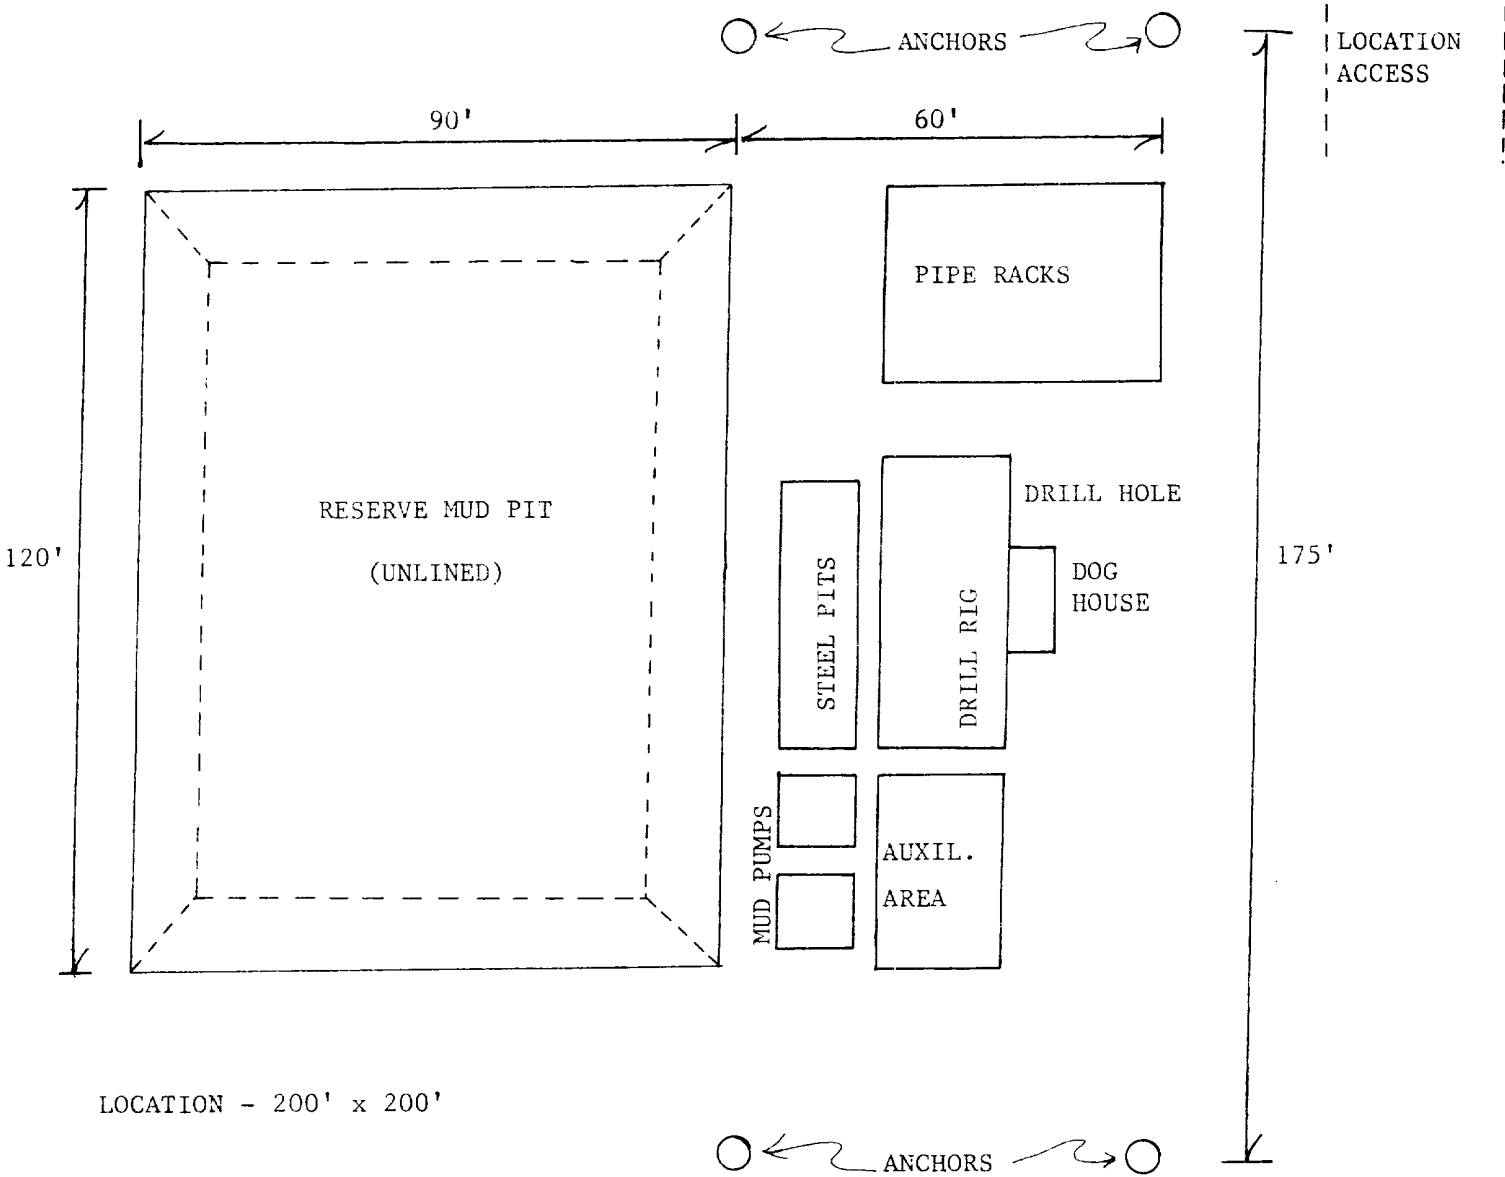 ANCHORS
LOCATION
ACCESS
90'
60'
PIPE RACKS
RESERVE MUD PIT
(UNLINED)
120'
DRILL HOLE
175'
DOG
HOUSE
STEEL PITS
DRILL RIG
MUD PUMPS
AUXIL.
AREA
LOCATION - 200' x 200'
ANCHORS